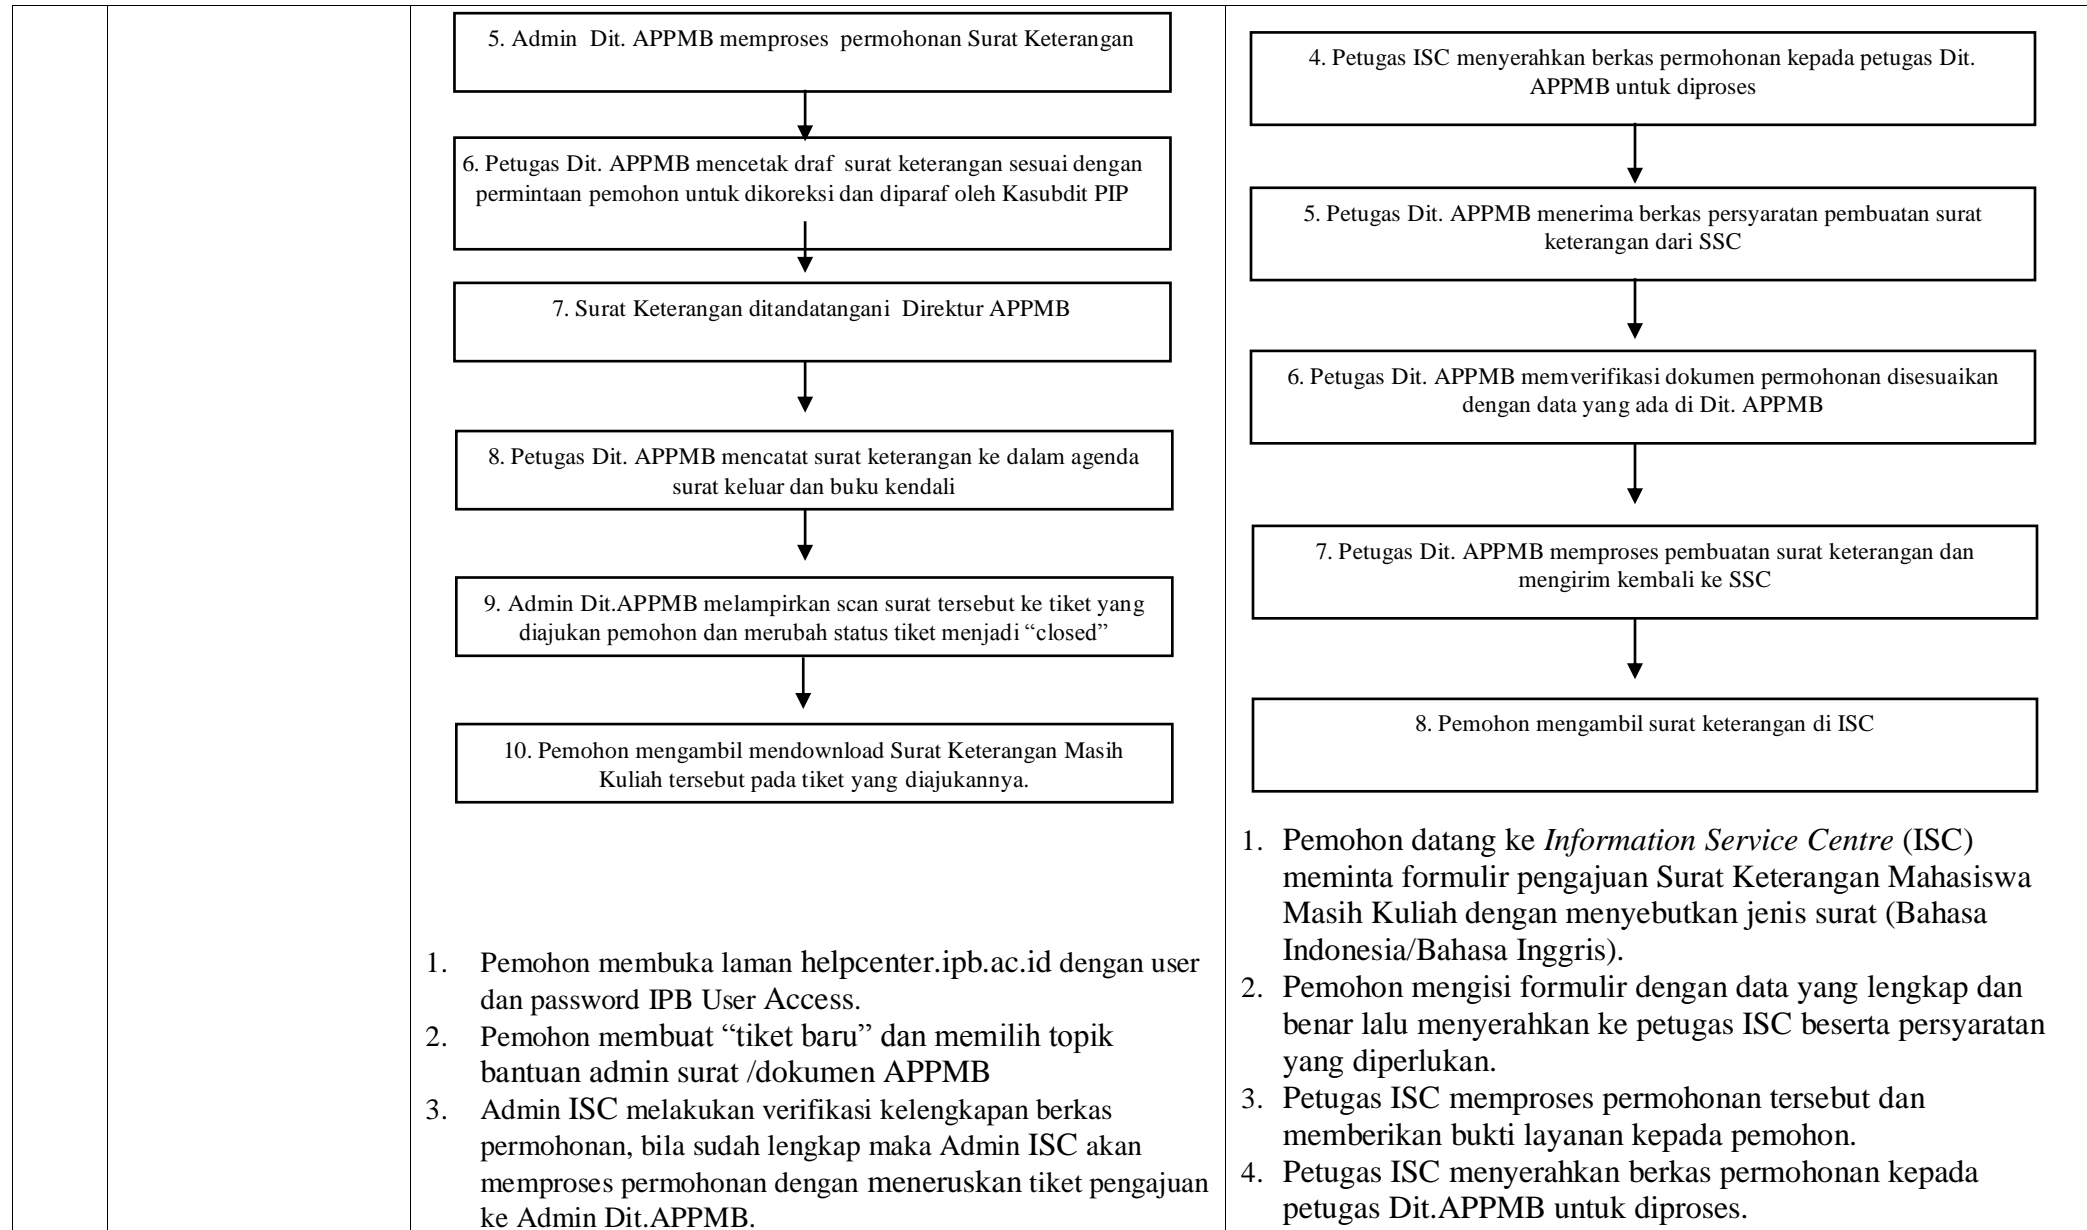 5. Admin Dit. APPMB memproses permohonan Surat Keterangan
6. Petugas Dit. APPMB mencetak draf surat keterangan sesuai dengan
permintaan pemohon untuk dikoreksi dan diparaf oleh Kasubdit PIP
7. Surat Keterangan ditandatangani Direktur APPMB
8. Petugas Dit. APPMB mencatat surat keterangan ke dalam agenda
surat keluar dan buku kendali
9. Admin Dit.APPMB melampirkan scan surat tersebut ke tiket yang
diajukan pemohon dan merubah status tiket menjadi “closed”
10. Pemohon mengambil mendownload Surat Keterangan Masih
Kuliah tersebut pada tiket yang diajukannya.
1. Pemohon membuka laman helpcenter.ipb.ac.id dengan user
dan password IPB User Access.
2. Pemohon membuat “tiket baru” dan memilih topik
bantuan admin surat /dokumen APPMB
3. Admin ISC melakukan verifikasi kelengkapan berkas
permohonan, bila sudah lengkap maka Admin ISC akan
memproses permohonan dengan meneruskan tiket pengajuan
ke Admin Dit.APPMB.
4. Petugas ISC menyerahkan berkas permohonan kepada petugas Dit.
APPMB untuk diproses
5. Petugas Dit. APPMB menerima berkas persyaratan pembuatan surat
keterangan dari SSC
6. Petugas Dit. APPMB memverifikasi dokumen permohonan disesuaikan
dengan data yang ada di Dit. APPMB
7. Petugas Dit. APPMB memproses pembuatan surat keterangan dan
mengirim kembali ke SSC
8. Pemohon mengambil surat keterangan di ISC
1. Pemohon datang ke Information Service Centre (ISC)
meminta formulir pengajuan Surat Keterangan Mahasiswa
Masih Kuliah dengan menyebutkan jenis surat (Bahasa
Indonesia/Bahasa Inggris).
2. Pemohon mengisi formulir dengan data yang lengkap dan
benar lalu menyerahkan ke petugas ISC beserta persyaratan
yang diperlukan.
3. Petugas ISC memproses permohonan tersebut dan
memberikan bukti layanan kepada pemohon.
4. Petugas ISC menyerahkan berkas permohonan kepada
petugas Dit.APPMB untuk diproses.